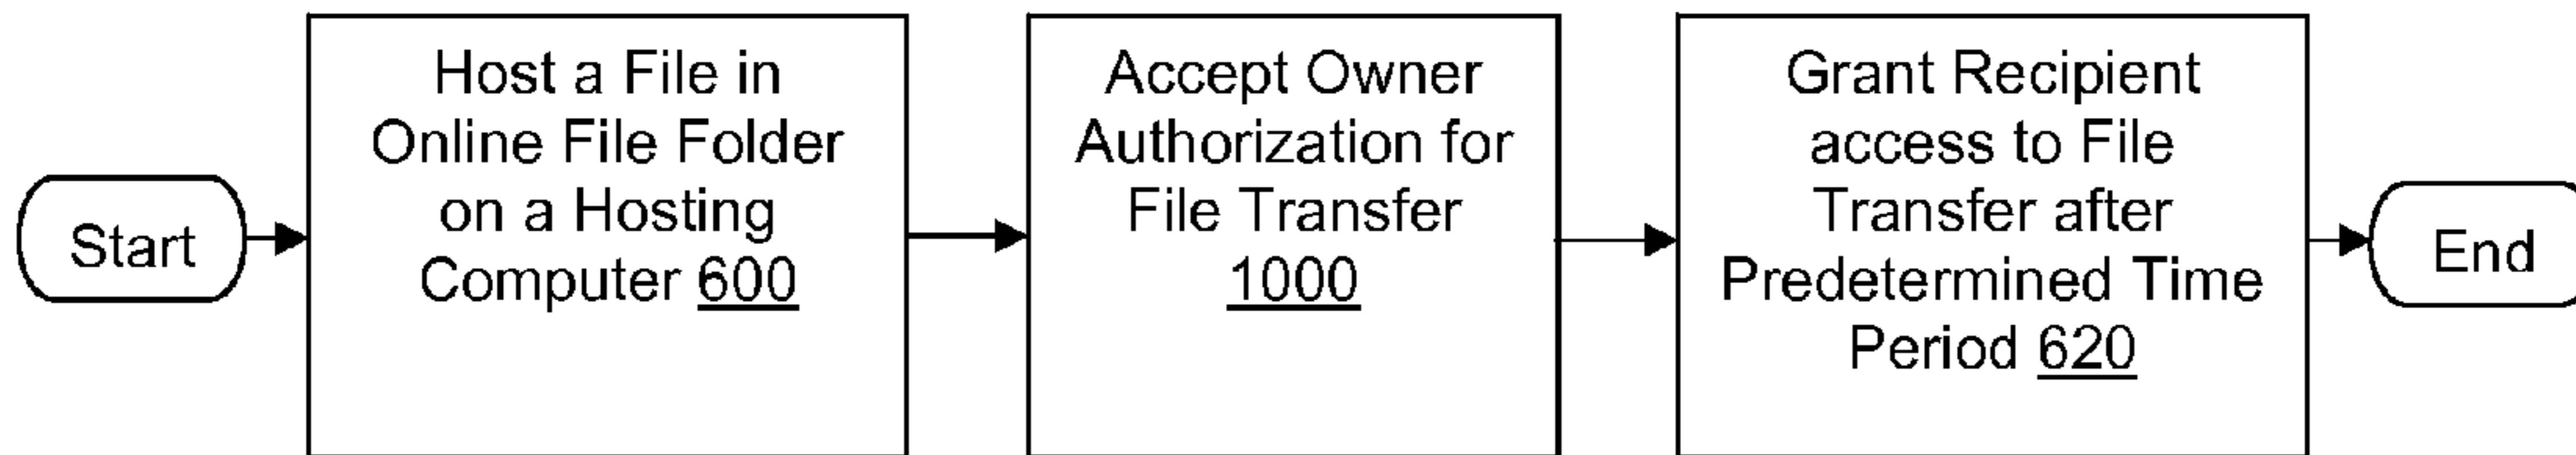 Start
Host a File in
Online File Folder
on a Hosting
Computer 600
Accept Owner
Authorization for
File Transfer
1000
Grant Recipient
access to File
Transfer after
Predetermined Time
Period 620
End